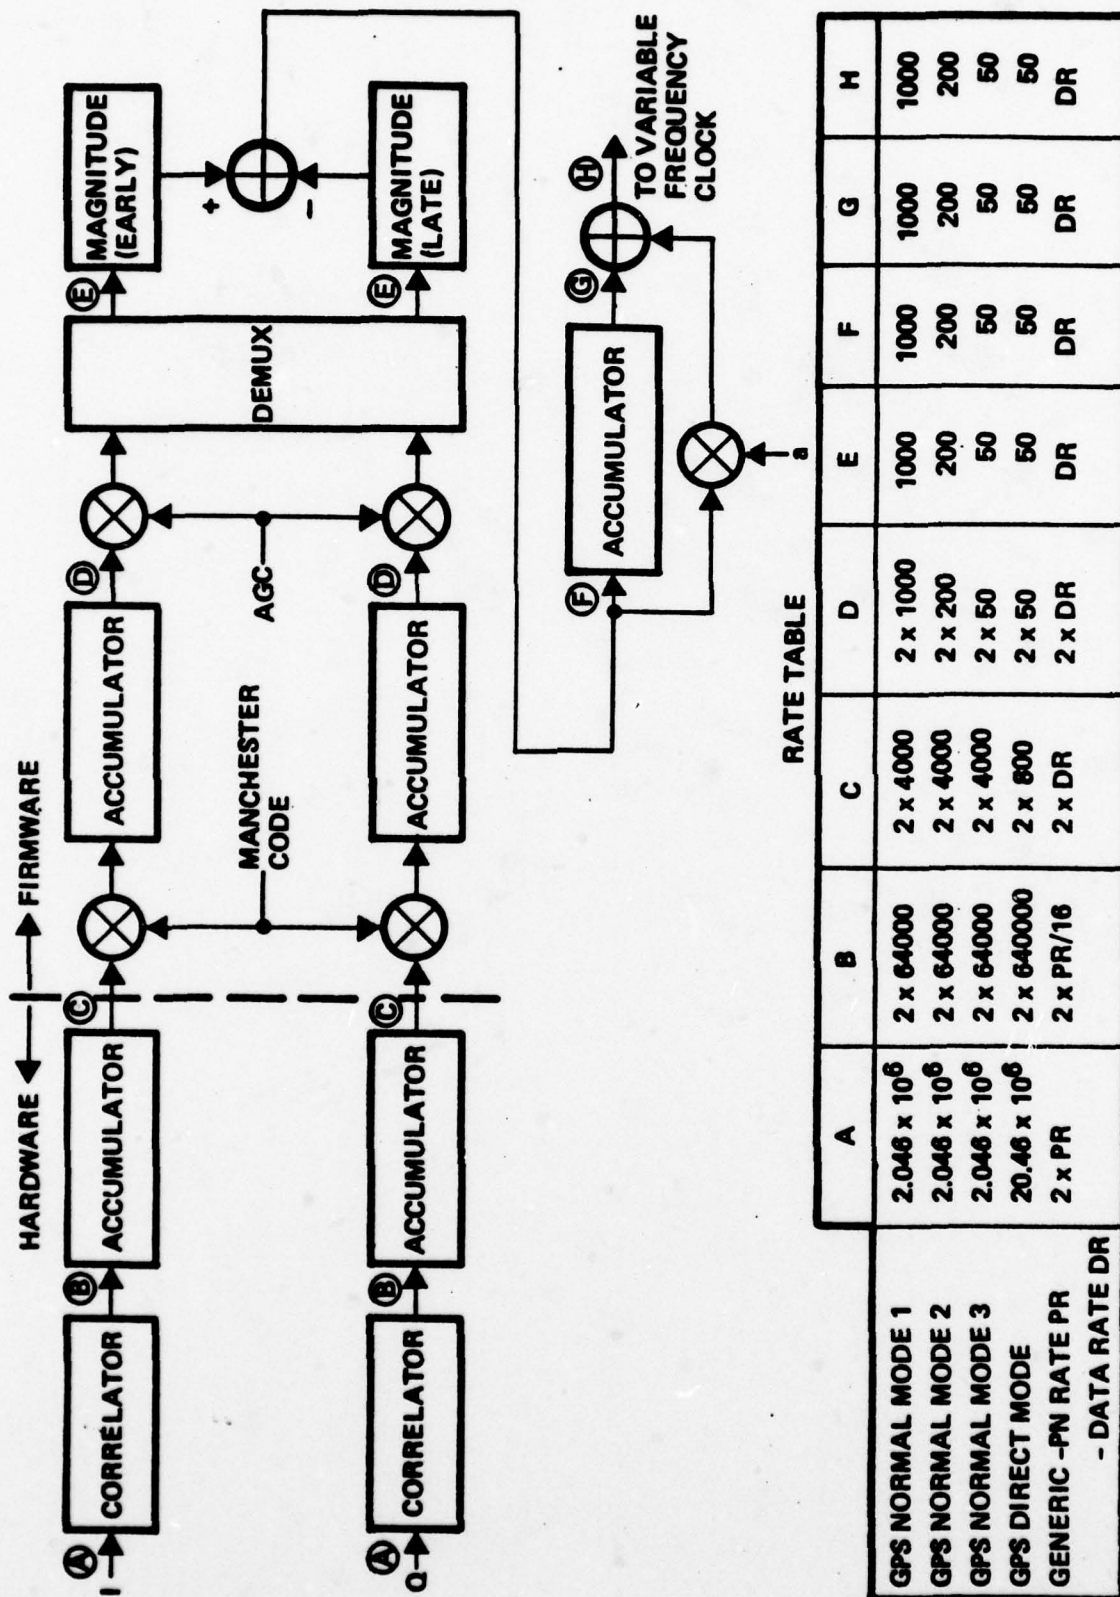 HARDWARE
FIRMWARE
I
A
CORRELATOR
B
ACCUMULATOR
C
ACCUMULATOR
D
DEMUX
E
MAGNITUDE
(EARLY)
MANCHESTER
CODE
AGC
+
-
Q
A
CORRELATOR
B
ACCUMULATOR
C
ACCUMULATOR
D
E
MAGNITUDE
(LATE)
F
ACCUMULATOR
G
H
TO VARIABLE
FREQUENCY
CLOCK
a
RATE TABLE
A B C D E F G H
GPS NORMAL MODE 1 2.046 x 10⁶ 2 x 64000 2 x 4000 2 x 1000 1000 1000 1000 1000
GPS NORMAL MODE 2 2.046 x 10⁶ 2 x 64000 2 x 4000 2 x 200 200 200 200 200
GPS NORMAL MODE 3 2.046 x 10⁶ 2 x 64000 2 x 4000 2 x 50 50 50 50 50
GPS DIRECT MODE 20.46 x 10⁶ 2 x 640000 2 x 800 2 x 50 50 50 50 50
GENERIC -PN RATE PR 2 x PR 2 x PR/16 2 x DR 2 x DR DR DR DR DR
- DATA RATE DR